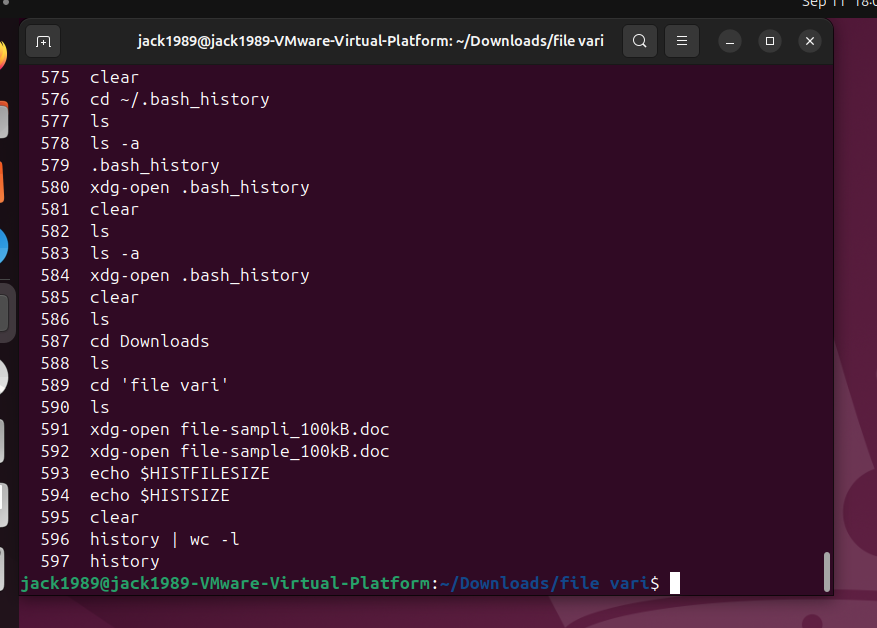 Sep 11 18:0
jack1989@jack1989-VMware-Virtual-Platform: ~/Downloads/file vari
575 clear
576 cd ~/.bash_history
577 ls
578 ls -a
579 .bash_history
580 xdg-open .bash_history
581 clear
582 ls
583 ls -a
584 xdg-open .bash_history
585 clear
586 ls
587 cd Downloads
588 ls
589 cd 'file vari'
590 ls
591 xdg-open file-sampli_100kB.doc
592 xdg-open file-sample_100kB.doc
593 echo $HISTFILESIZE
594 echo $HISTSIZE
595 clear
596 history | wc -l
597 history
jack1989@jack1989-VMware-Virtual-Platform:~/Downloads/file vari$